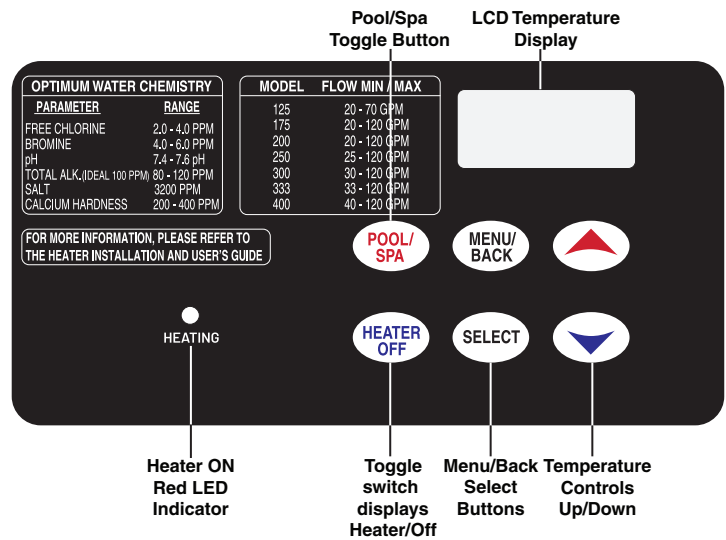 Pool/Spa
Toggle Button
LCD Temperature
Display
OPTIMUM WATER CHEMISTRY
PARAMETER RANGE
FREE CHLORINE 2.0 - 4.0 PPM
BROMINE 4.0 - 6.0 PPM
pH 7.4 - 7.6 pH
TOTAL ALK.(IDEAL 100 PPM) 80 - 120 PPM
SALT 3200 PPM
CALCIUM HARDNESS 200 - 400 PPM
MODEL FLOW MIN / MAX
125 20 - 70 GPM
175 20 - 120 GPM
200 20 - 120 GPM
250 25 - 120 GPM
300 30 - 120 GPM
333 33 - 120 GPM
400 40 - 120 GPM
FOR MORE INFORMATION, PLEASE REFER TO
THE HEATER INSTALLATION AND USER'S GUIDE
POOL/
SPA
MENU/
BACK
HEATING
HEATER
OFF
SELECT
Heater ON
Red LED
Indicator
Toggle
switch
displays
Heater/Off
Menu/Back
Select
Buttons
Temperature
Controls
Up/Down